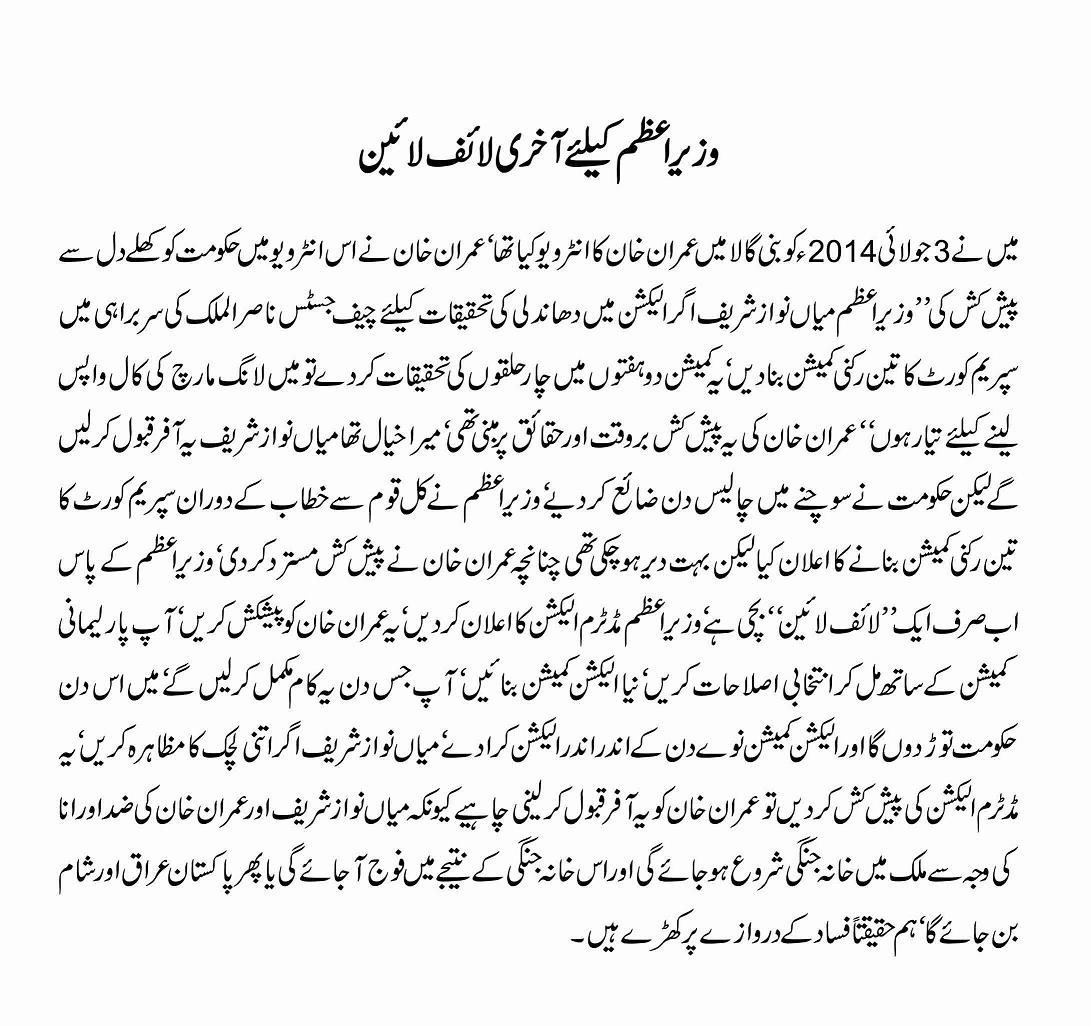 وزیراعظم کیلئے آخری لائف لائین
میں نے 3 جولائی 2014ء کو بنی گالا میں عمران خان کا انٹرویو کیا تھا‘ عمران خان نے اس انٹرویو میں حکومت کو کھلے دل سے
پیش کش کی ’’وزیراعظم میاں نواز شریف اگر الیکشن میں دھاندلی کی تحقیقات کیلئے چیف جسٹس ناصر الملک کی سربراہی میں
سپریم کورٹ کا تین رکنی کمیشن بنا دیں‘ یہ کمیشن دو ہفتوں میں چار حلقوں کی تحقیقات کر دے تو میں لانگ مارچ کی کال واپس
لینے کیلئے تیار ہوں‘‘ عمران خان کی یہ پیش کش بروقت اور حقائق پر مبنی تھی‘ میرا خیال تھا میاں نواز شریف یہ آفر قبول کر لیں
گے لیکن حکومت نے سوچنے میں چالیس دن ضائع کر دیے‘ وزیراعظم نے کل قوم سے خطاب کے دوران سپریم کورٹ کا
تین رکنی کمیشن بنانے کا اعلان کیا لیکن بہت دیر ہو چکی تھی چنانچہ عمران خان نے پیش کش مسترد کر دی‘ وزیراعظم کے پاس
اب صرف ایک ’’لائف لائین‘‘ بچی ہے‘ وزیراعظم مڈٹرم الیکشن کا اعلان کر دیں‘ یہ عمران خان کو پیشکش کریں‘ آپ پارلیمانی
کمیشن کے ساتھ مل کر انتخابی اصلاحات کریں‘ نیا الیکشن کمیشن بنائیں‘ آپ جس دن یہ کام مکمل کر لیں گے‘ میں اس دن
حکومت توڑ دوں گا اور الیکشن کمیشن نوے دن کے اندر اندر الیکشن کرا دے‘ میاں نواز شریف اگر اتنی لچک کا مظاہرہ کریں‘ یہ
مڈٹرم الیکشن کی پیش کش کر دیں تو عمران خان کو یہ آفر قبول کر لینی چاہیے کیونکہ میاں نواز شریف اور عمران خان کی ضد اور انا
کی وجہ سے ملک میں خانہ جنگی شروع ہو جائے گی اور اس خانہ جنگی کے نتیجے میں فوج آ جائے گی یا پھر پاکستان عراق اور شام
بن جائے گا‘ ہم حقیقتاً فساد کے دروازے پر کھڑے ہیں۔